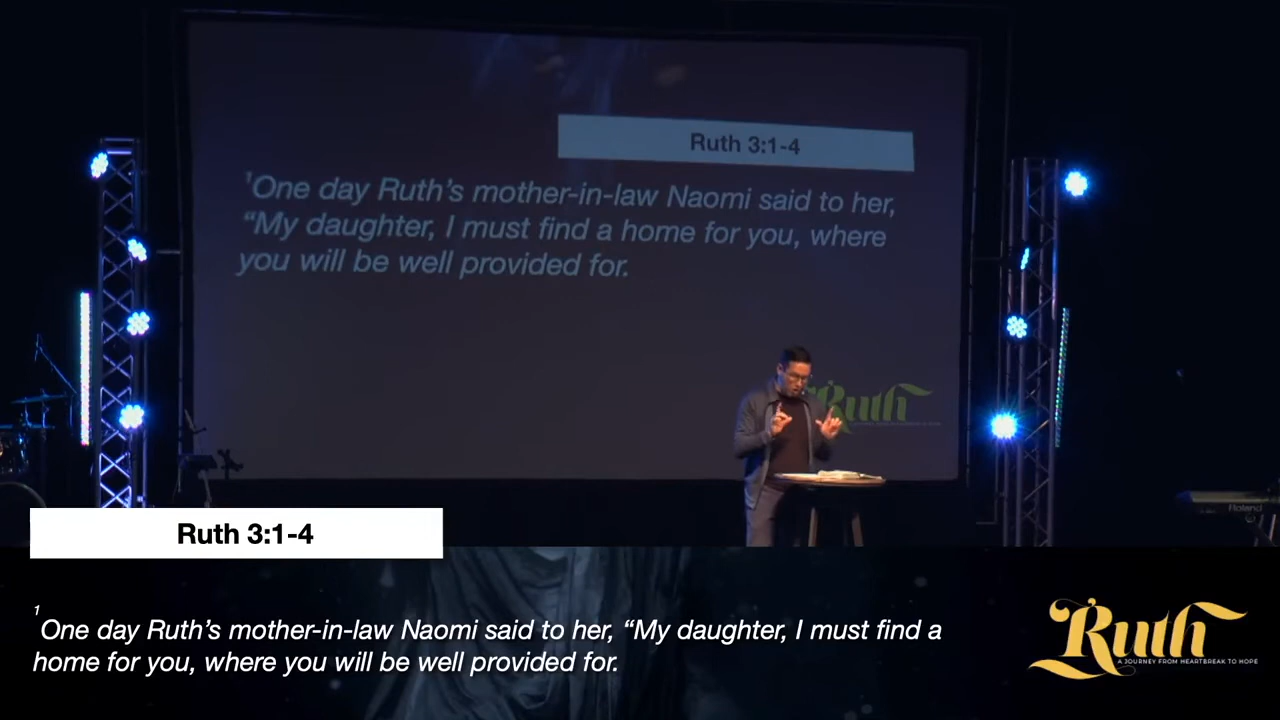 Ruth 3:1-4
¹One day Ruth’s mother-in-law Naomi said to her,
“My daughter, I must find a home for you, where
you will be well provided for.
Ruth
Roland
Ruth 3:1-4
¹One day Ruth’s mother-in-law Naomi said to her, “My daughter, I must find a
home for you, where you will be well provided for.
Ruth
A JOURNEY FROM HEARTBREAK TO HOPE